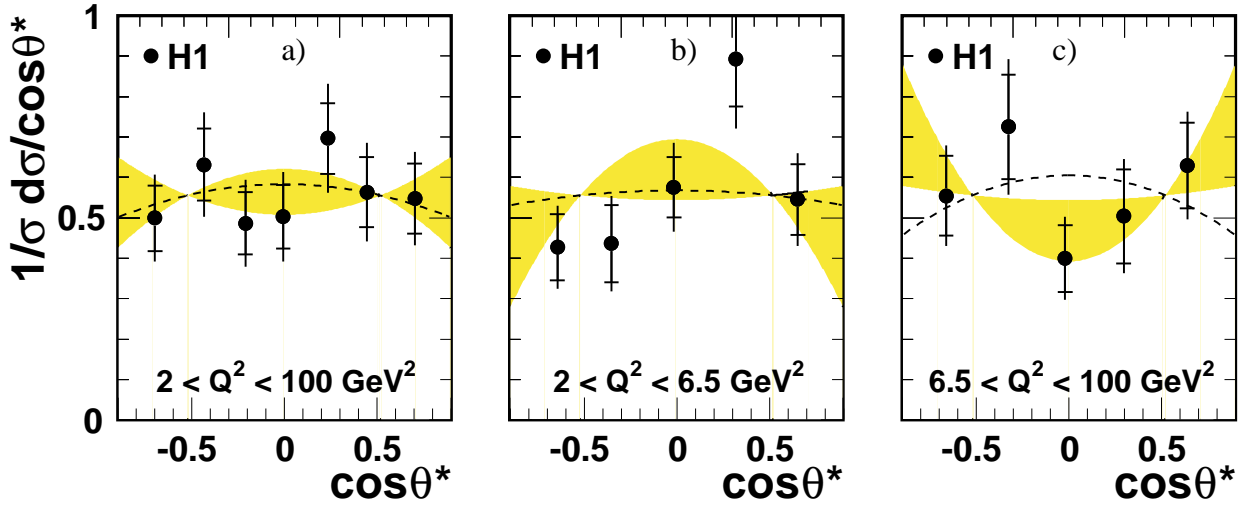 1/σ dσ/cosθ*
1
0.5
0
H1
a)
2 < Q² < 100 GeV²
-0.5
0
0.5
cosθ*
H1
b)
2 < Q² < 6.5 GeV²
-0.5
0
0.5
cosθ*
H1
c)
6.5 < Q² < 100 GeV²
-0.5
0
0.5
cosθ*